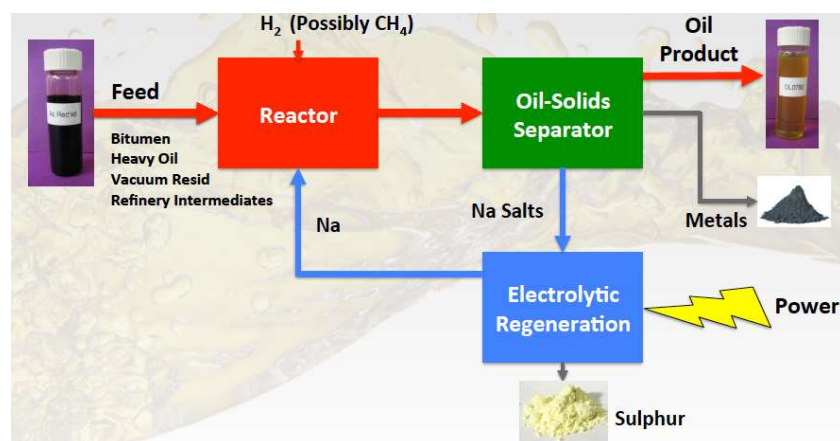 H₂ (Possibly CH₄)
Oil
Product
Feed
Reactor
Oil-Solids
Separator
Bitumen
Heavy Oil
Vacuum Resid
Refinery Intermediates
Na
Na Salts
Metals
Electrolytic
Regeneration
Power
Sulphur